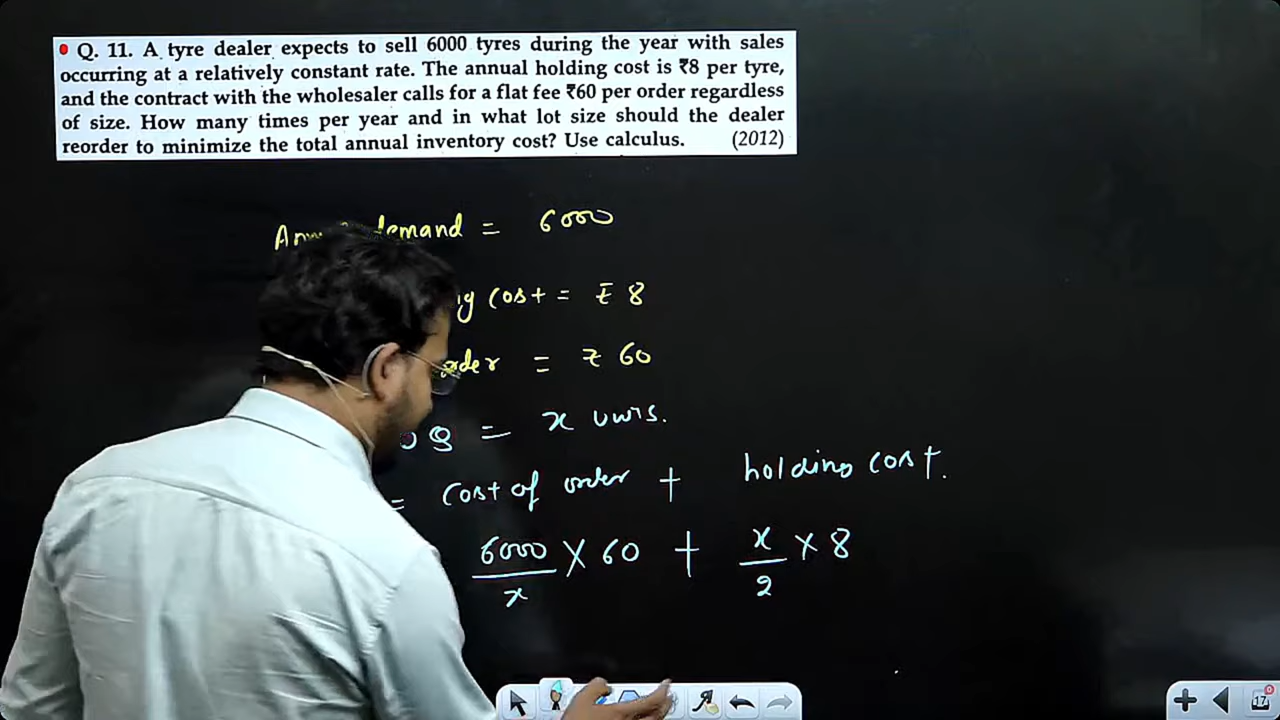 • Q. 11. A tyre dealer expects to sell 6000 tyres during the year with sales
occurring at a relatively constant rate. The annual holding cost is ₹8 per tyre,
and the contract with the wholesaler calls for a flat fee ₹60 per order regardless
of size. How many times per year and in what lot size should the dealer
reorder to minimize the total annual inventory cost? Use calculus. (2012)
demand = 6000
cost = ₹ 8
= ₹ 60
= x
= cost of order + holding cost.
6000/x × 60 + x/2 × 8
17